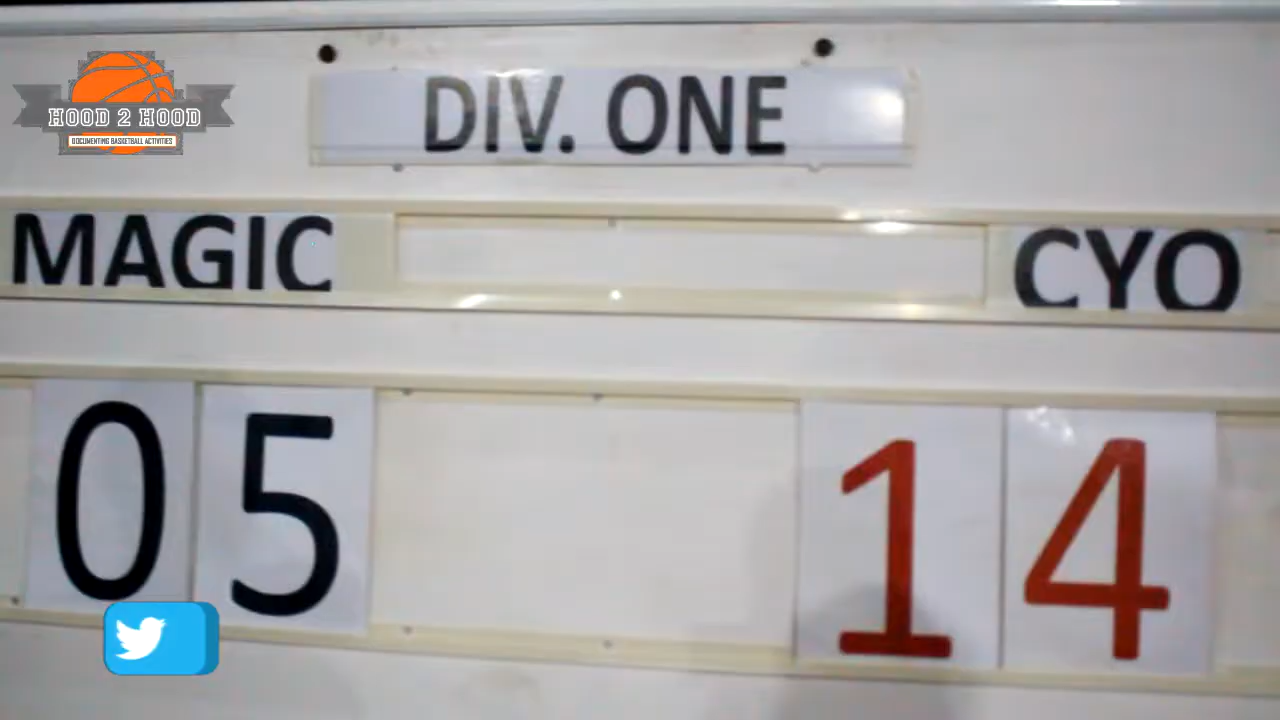 HOOD 2 HOOD
DOCUMENTING BASKETBALL ACTIVITIES
DIV. ONE
MAGIC CYO
05 14